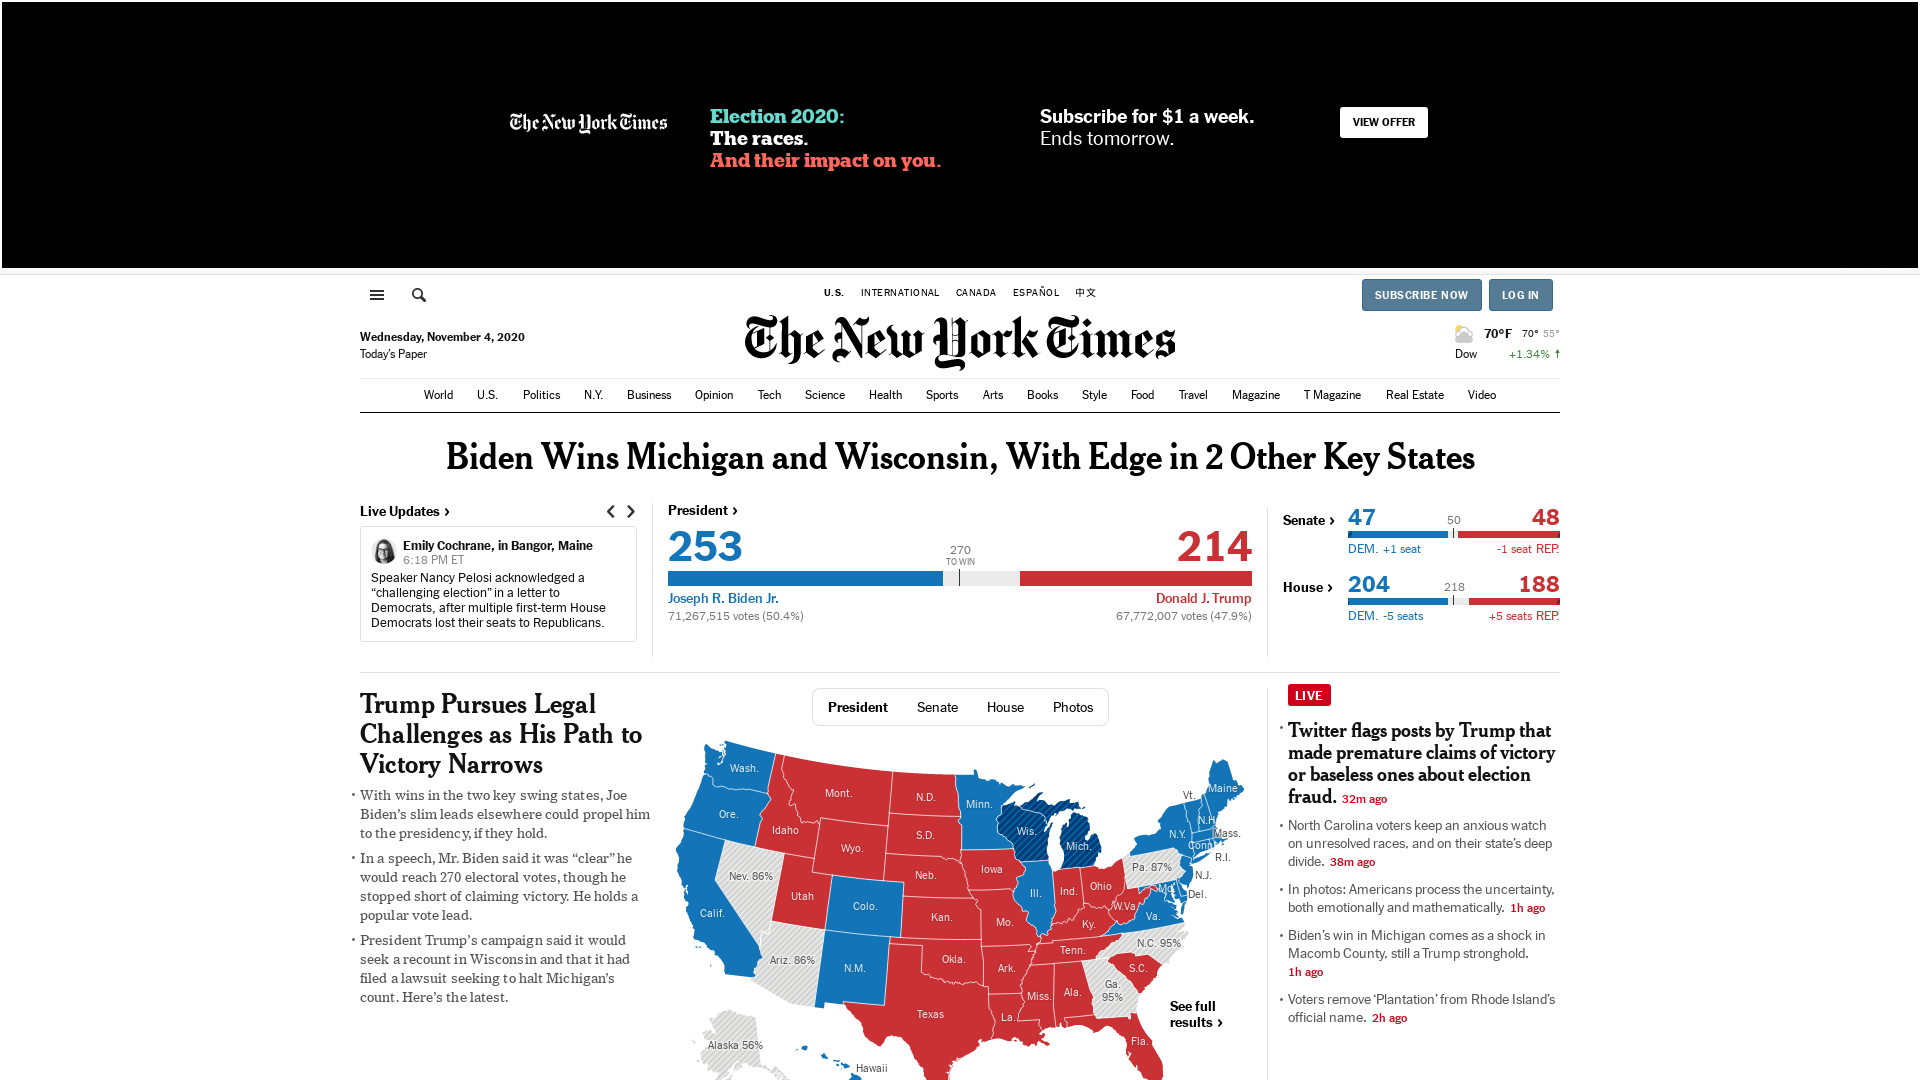 The New York Times
Election 2020:
The races.
And their impact on you.
Subscribe for $1 a week.
Ends tomorrow.
VIEW OFFER
U.S. INTERNATIONAL CANADA ESPAÑOL 中文
SUBSCRIBE NOW LOG IN
Wednesday, November 4, 2020
Today's Paper
The New York Times
70°F 70° 55°
Dow +1.34% ↑
World U.S. Politics N.Y. Business Opinion Tech Science Health Sports Arts Books Style Food Travel Magazine T Magazine Real Estate Video
Biden Wins Michigan and Wisconsin, With Edge in 2 Other Key States
Live Updates ›
Emily Cochrane, in Bangor, Maine
6:18 PM ET
Speaker Nancy Pelosi acknowledged a
“challenging election” in a letter to
Democrats, after multiple first-term House
Democrats lost their seats to Republicans.
President ›
253 214
270
TO WIN
Joseph R. Biden Jr. Donald J. Trump
71,267,515 votes (50.4%) 67,772,007 votes (47.9%)
Senate › 47 50 48
DEM. +1 seat -1 seat REP.
House › 204 218 188
DEM. -5 seats +5 seats REP.
Trump Pursues Legal
Challenges as His Path to
Victory Narrows
• With wins in the two key swing states, Joe
Biden’s slim leads elsewhere could propel him
to the presidency, if they hold.
• In a speech, Mr. Biden said it was “clear” he
would reach 270 electoral votes, though he
stopped short of claiming victory. He holds a
popular vote lead.
• President Trump’s campaign said it would
seek a recount in Wisconsin and that it had
filed a lawsuit seeking to halt Michigan’s
count. Here’s the latest.
President Senate House Photos
Wash.
Ore.
Calif.
Idaho
Nev. 86%
Mont.
Wyo.
Utah
Ariz. 86%
Colo.
N.M.
N.D.
S.D.
Neb.
Kan.
Okla.
Texas
Minn.
Iowa
Mo.
Ark.
La.
Wis.
Ill.
Mich.
Ind.
Ohio
Ky.
Tenn.
Miss.
Ala.
Ga.
95%
Fla.
S.C.
N.C. 95%
Va.
W.Va.
Pa. 87%
Md.
Del.
N.J.
N.Y.
Conn.
R.I.
Mass.
N.H.
Vt.
Maine
Alaska 56%
Hawaii
See full
results ›
LIVE
• Twitter flags posts by Trump that
made premature claims of victory
or baseless ones about election
fraud. 32m ago
• North Carolina voters keep an anxious watch
on unresolved races, and on their state’s deep
divide. 38m ago
• In photos: Americans process the uncertainty,
both emotionally and mathematically. 1h ago
• Biden’s win in Michigan comes as a shock in
Macomb County, still a Trump stronghold.
1h ago
• Voters remove ‘Plantation’ from Rhode Island’s
official name. 2h ago